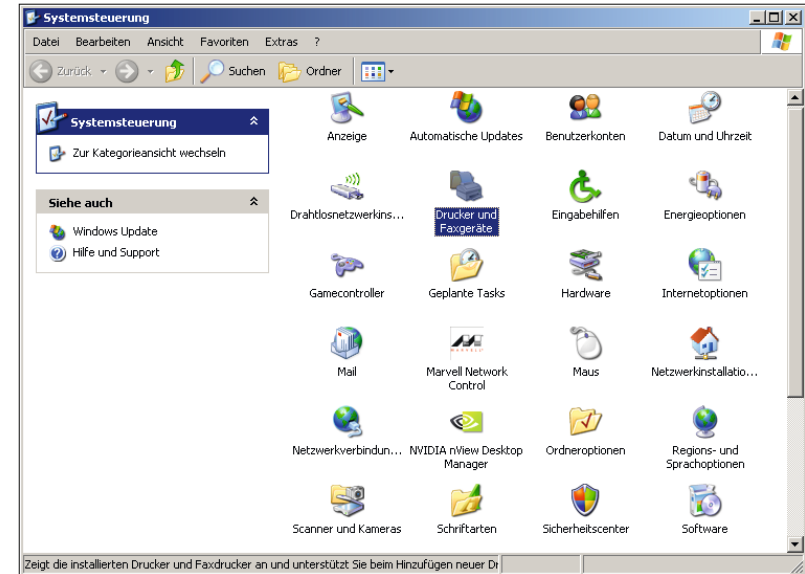 Systemsteuerung
Datei Bearbeiten Ansicht Favoriten Extras ?
Zurück Suchen Ordner
Systemsteuerung
Zur Kategorieansicht wechseln
Siehe auch
Windows Update
Hilfe und Support
Anzeige
Automatische Updates
Benutzerkonten
Datum und Uhrzeit
Drahtlosnetzwerkins...
Drucker und
Faxgeräte
Eingabehilfen
Energieoptionen
Gamecontroller
Geplante Tasks
Hardware
Internetoptionen
Mail
MARVELL
Marvell Network
Control
Maus
Netzwerkinstallatio...
Netzwerkverbindun...
NVIDIA nView Desktop
Manager
Ordneroptionen
Regions- und
Sprachoptionen
Scanner und Kameras
Schriftarten
Sicherheitscenter
Software
Zeigt die installierten Drucker und Faxdrucker an und unterstützt Sie beim Hinzufügen neuer Dr